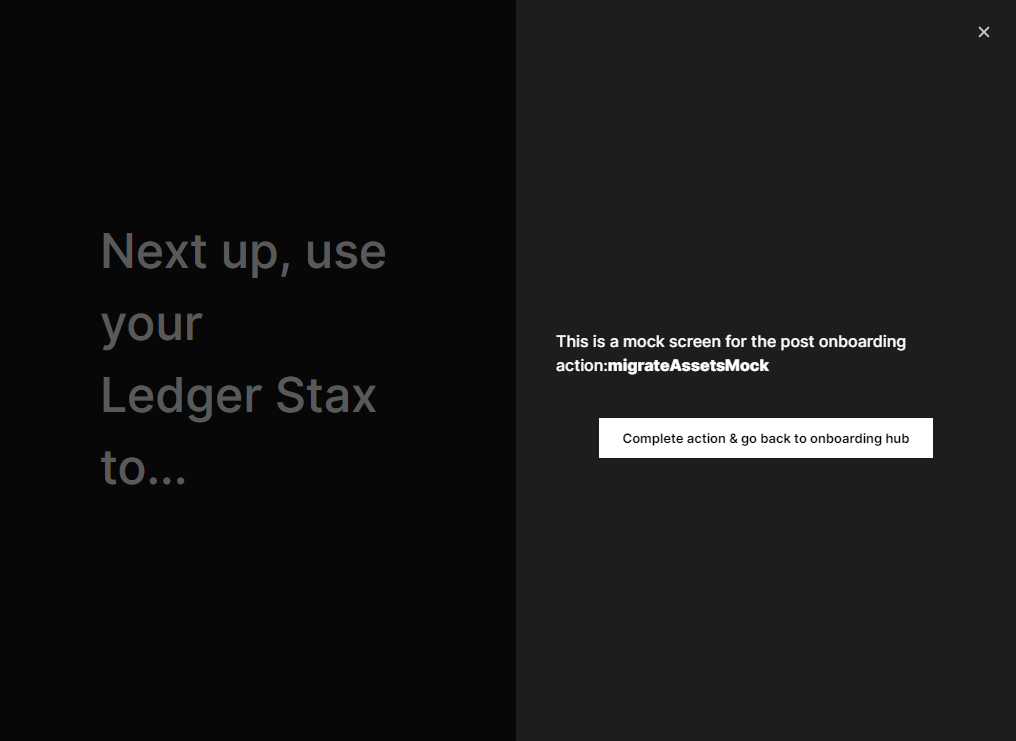 Next up, use
your
Ledger Stax
to...
This is a mock screen for the post onboarding
action:migrateAssetsMock
Complete action & go back to onboarding hub